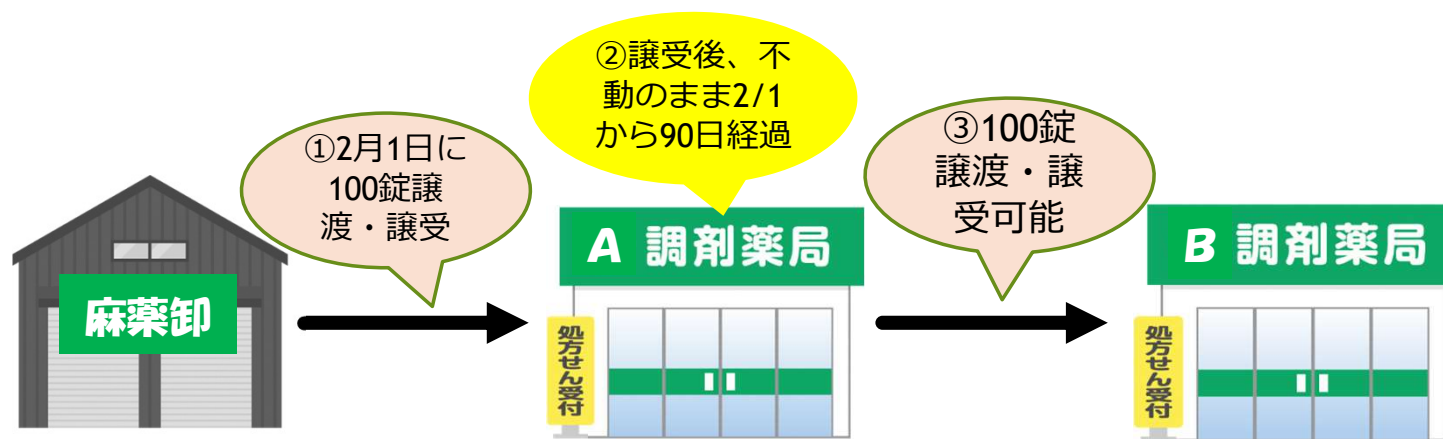 麻薬卸
①2月1日に
100錠譲
渡・譲受
②譲受後、不
動のまま2/1
から90日経過
A 調剤薬局
処方せん受付
③100錠
譲渡・譲
受可能
B 調剤薬局
処方せん受付